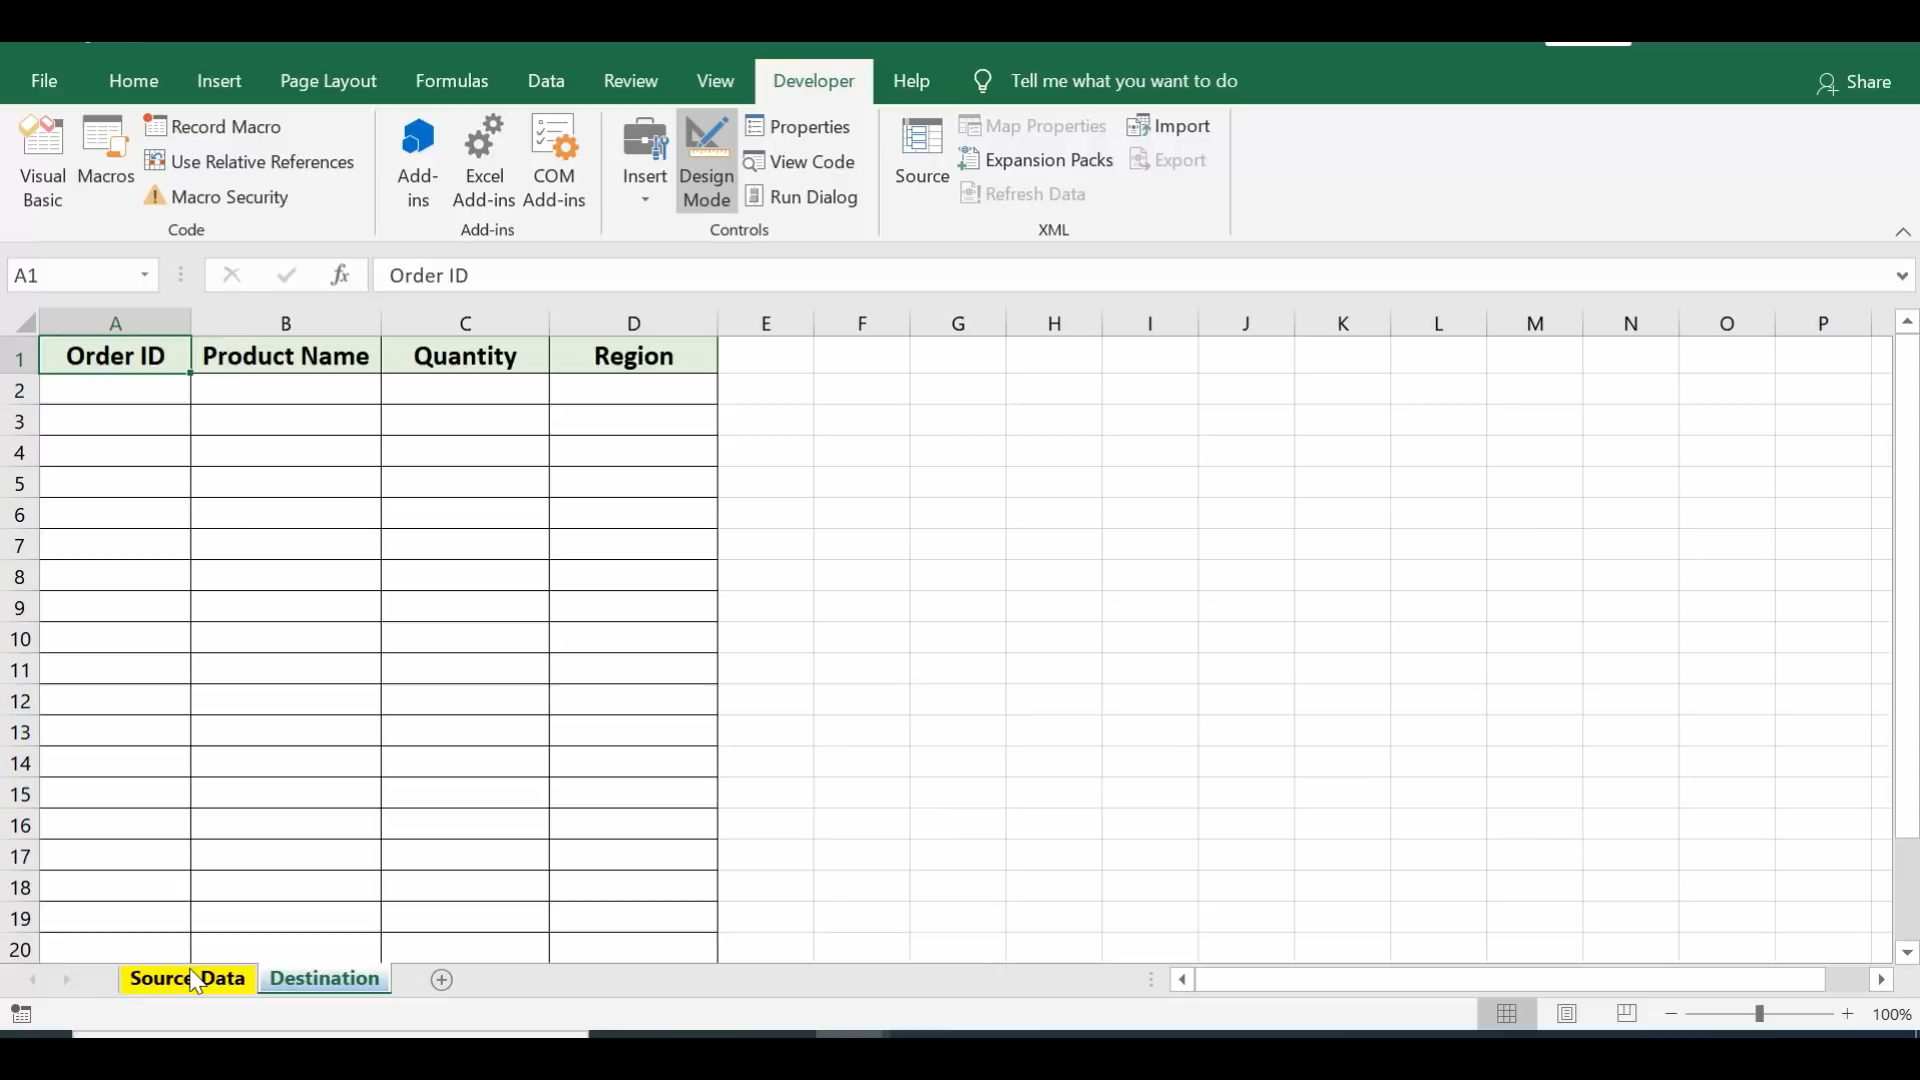 File Home Insert Page Layout Formulas Data Review View Developer Help Tell me what you want to do Share
Visual Basic
Macros
Record Macro
Use Relative References
Macro Security
Code
Add-ins
Excel Add-ins
COM Add-ins
Add-ins
Insert
Design Mode
Properties
View Code
Run Dialog
Controls
Source
Map Properties
Expansion Packs
Refresh Data
Import
Export
XML
A1 fx Order ID
A B C D E F G H I J K L M N O P
1 Order ID Product Name Quantity Region
2
3
4
5
6
7
8
9
10
11
12
13
14
15
16
17
18
19
20
Source Data Destination
100%